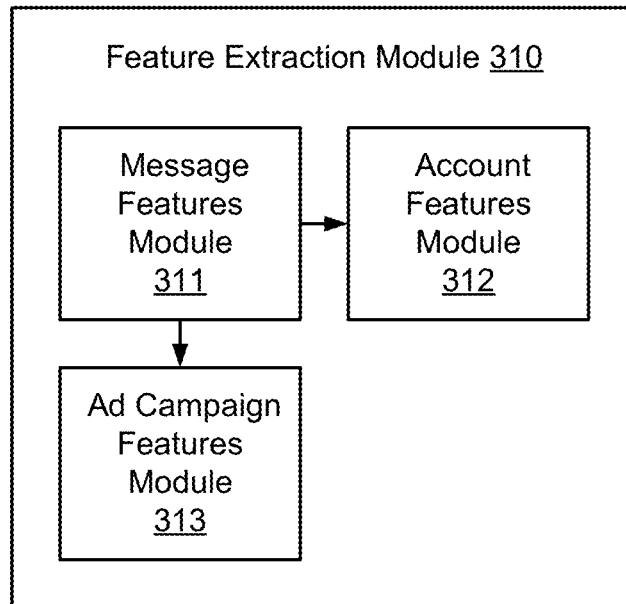 Feature Extraction Module 310
Message
Features
Module
311
Account
Features
Module
312
Ad Campaign
Features
Module
313